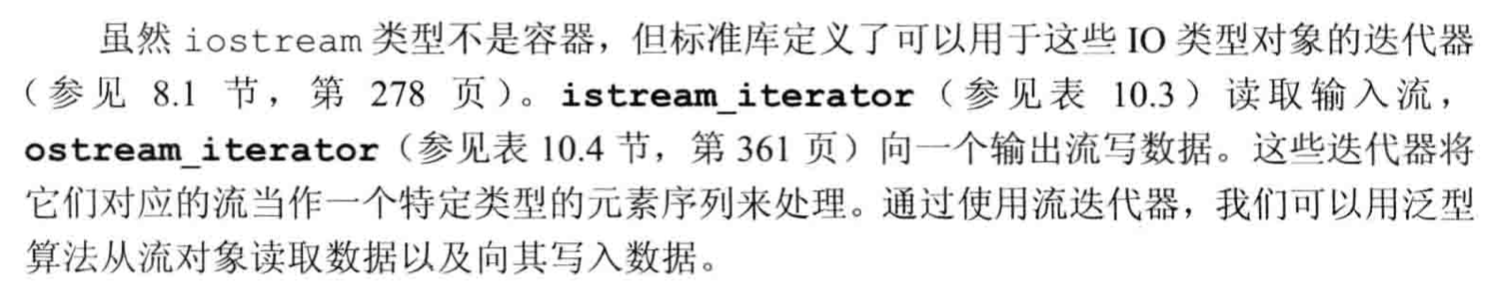 虽然 iostream 类型不是容器，但标准库定义了可以用于这些 IO 类型对象的迭代器
（参见 8.1 节，第 278 页）。istream_iterator（参见表 10.3）读取输入流，
ostream_iterator（参见表 10.4 节，第 361 页）向一个输出流写数据。这些迭代器将
它们对应的流当作一个特定类型的元素序列来处理。通过使用流迭代器，我们可以用泛型
算法从流对象读取数据以及向其写入数据。